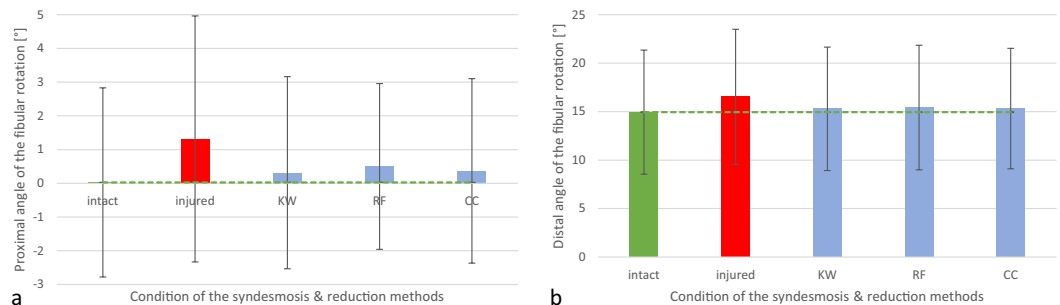 Proximal angle of the fibular rotation [°]
5
4
3
2
1
0
-1
-2
-3
intact injured KW RF CC
a Condition of the syndesmosis & reduction methods
Distal angle of the fibular rotation [°]
25
20
15
10
5
0
intact injured KW RF CC
b Condition of the syndesmosis & reduction methods